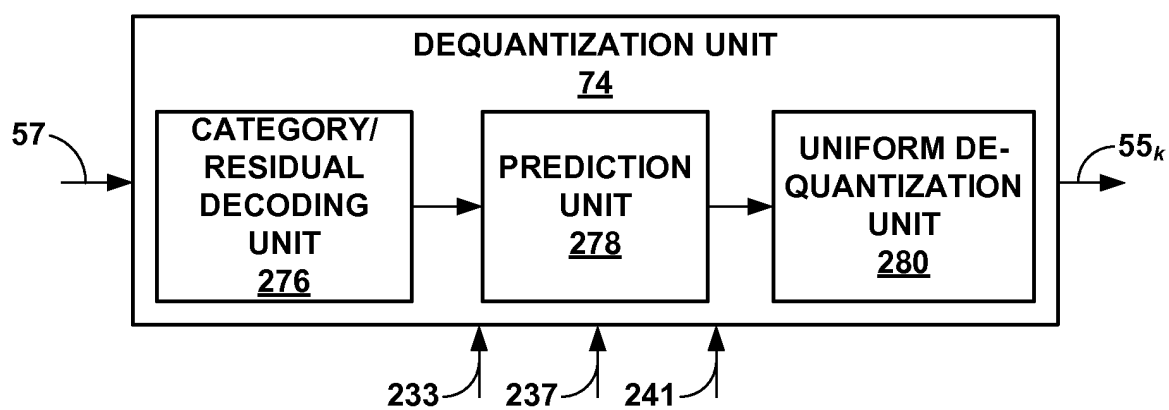 DEQUANTIZATION UNIT
74
57
CATEGORY/
RESIDUAL
DECODING
UNIT
276
PREDICTION
UNIT
278
UNIFORM DE-
QUANTIZATION
UNIT
280
55k
233
237
241